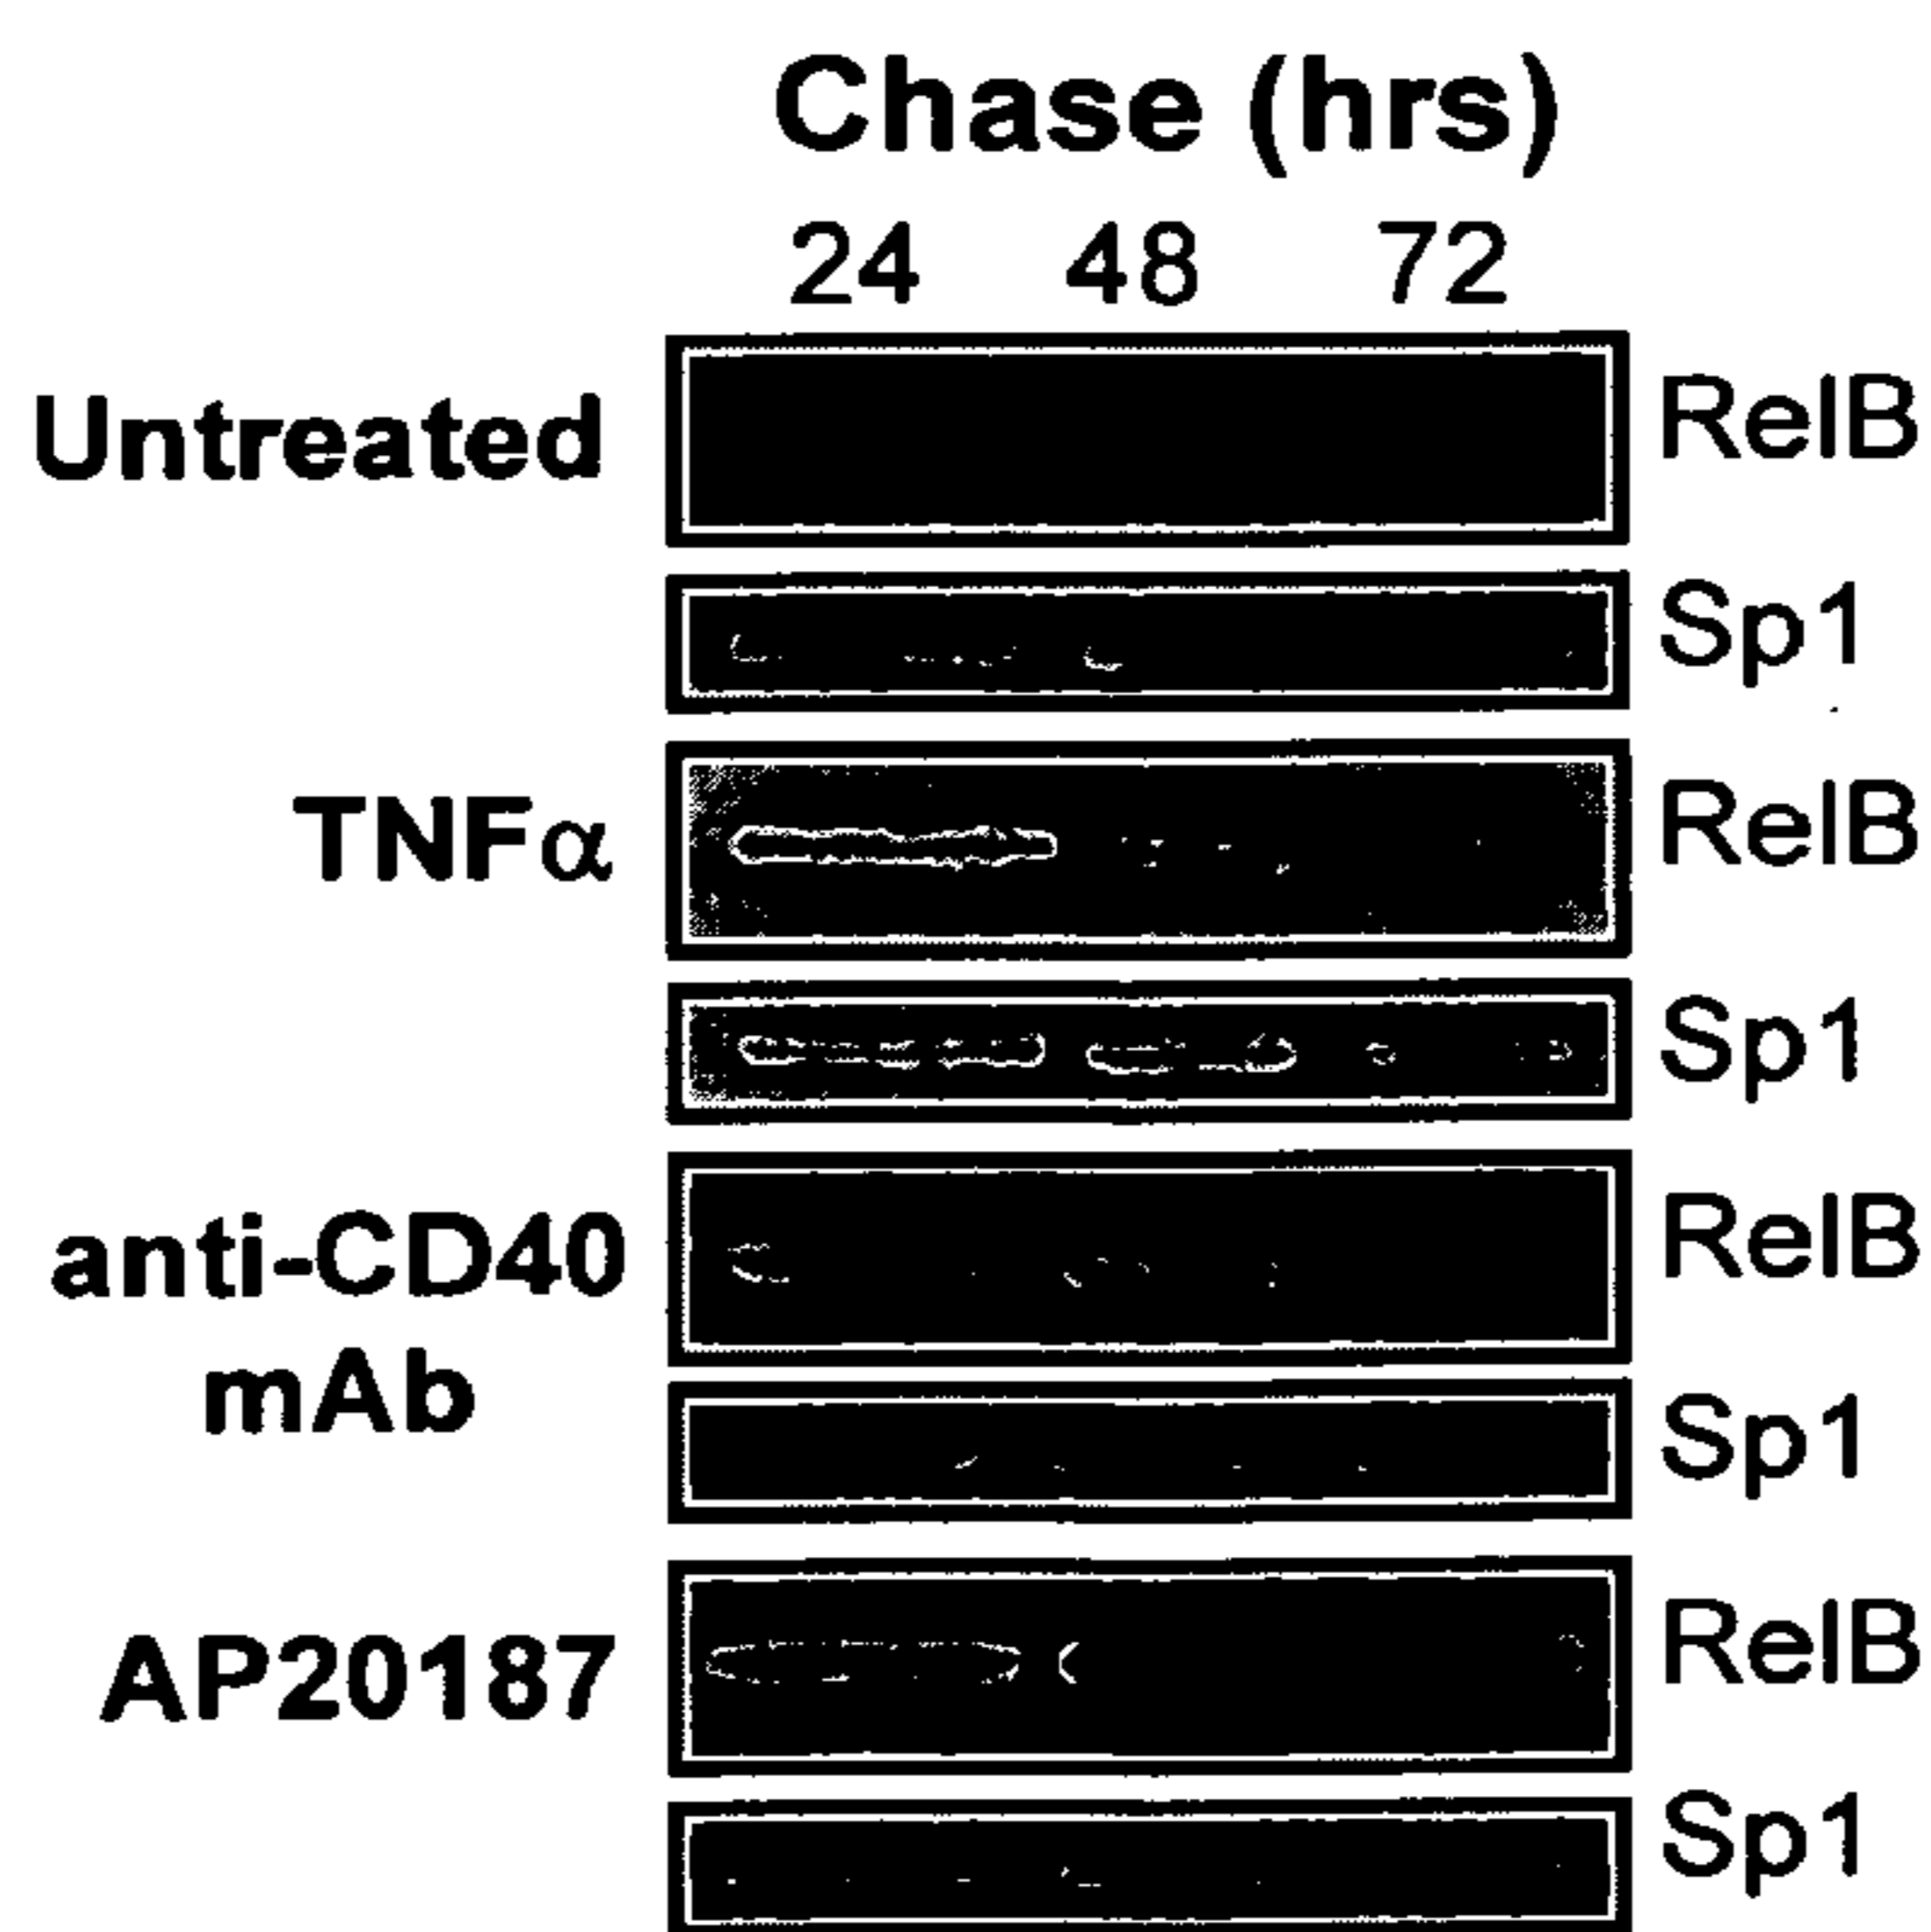 Chase (hrs)
24 48 72
Untreated RelB
Sp1
TNFα RelB
Sp1
anti-CD40 RelB
mAb Sp1
AP20187 RelB
Sp1